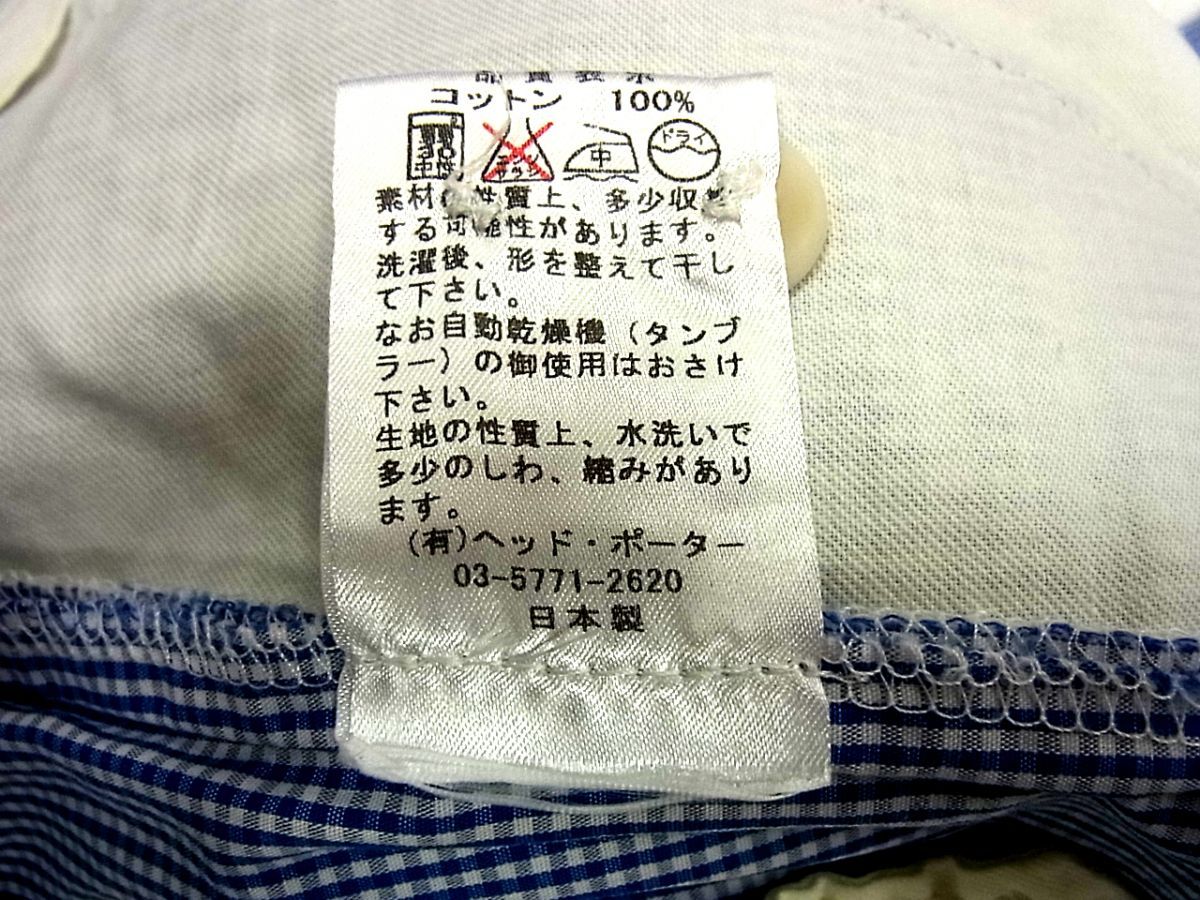 品質表示
コットン 100%
中 ドライ
素材の性質上、多少収縮
する可能性があります。
洗濯後、形を整えて干し
て下さい。
なお自動乾燥機(タンブ
ラー)の御使用はおさけ
下さい。
生地の性質上、水洗いで
多少のしわ、縮みがあり
ます。
(有)ヘッド・ポーター
03-5771-2620
日本製